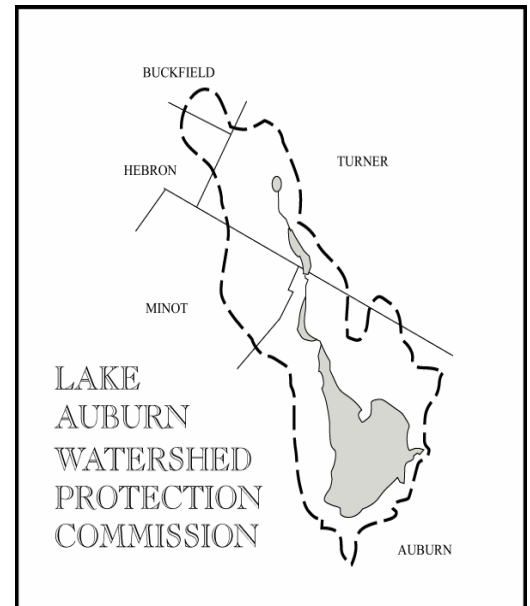 BUCKFIELD
TURNER
HEBRON
MINOT
LAKE
AUBURN
WATERSHED
PROTECTION
COMMISSION
AUBURN